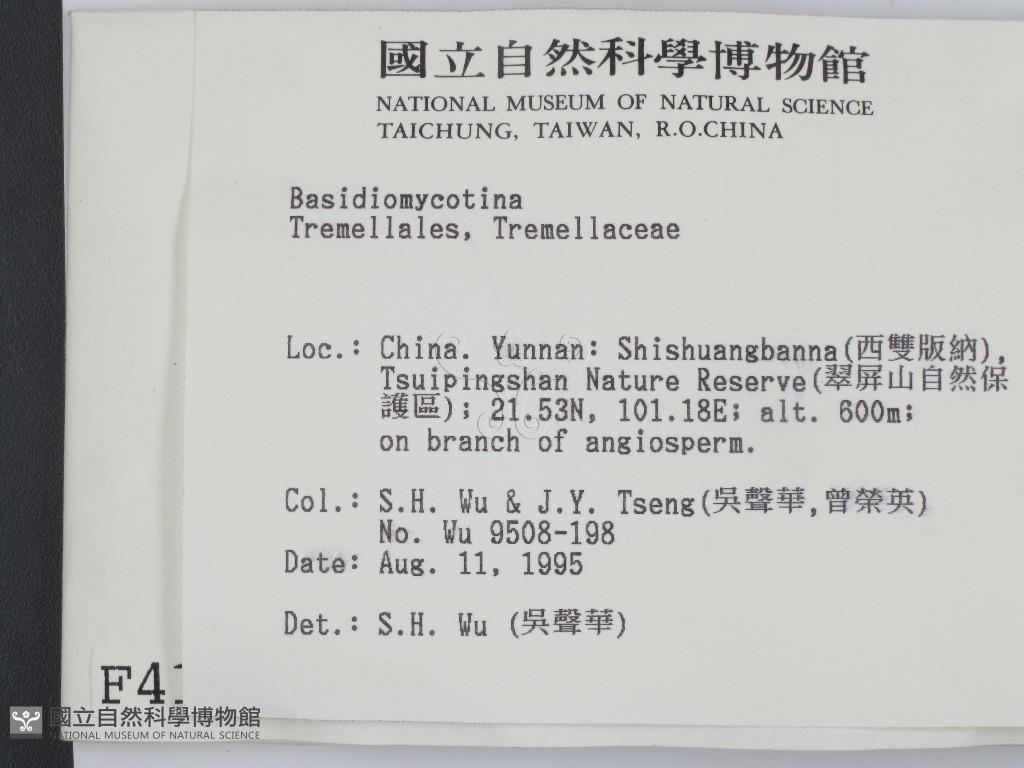 國立自然科學博物館
NATIONAL MUSEUM OF NATURAL SCIENCE
TAICHUNG, TAIWAN, R.O.CHINA
Basidiomycotina
Tremellales, Tremellaceae
Loc.: China. Yunnan: Shishuangbanna(西雙版納),
Tsuipingshan Nature Reserve(翠屏山自然保
護區); 21.53N, 101.18E; alt. 600m;
on branch of angiosperm.
Col.: S.H. Wu & J.Y. Tseng(吳聲華,曾榮英)
No. Wu 9508-198
Date: Aug. 11, 1995
Det.: S.H. Wu (吳聲華)
F41
國立自然科學博物館
NATIONAL MUSEUM OF NATURAL SCIENCE